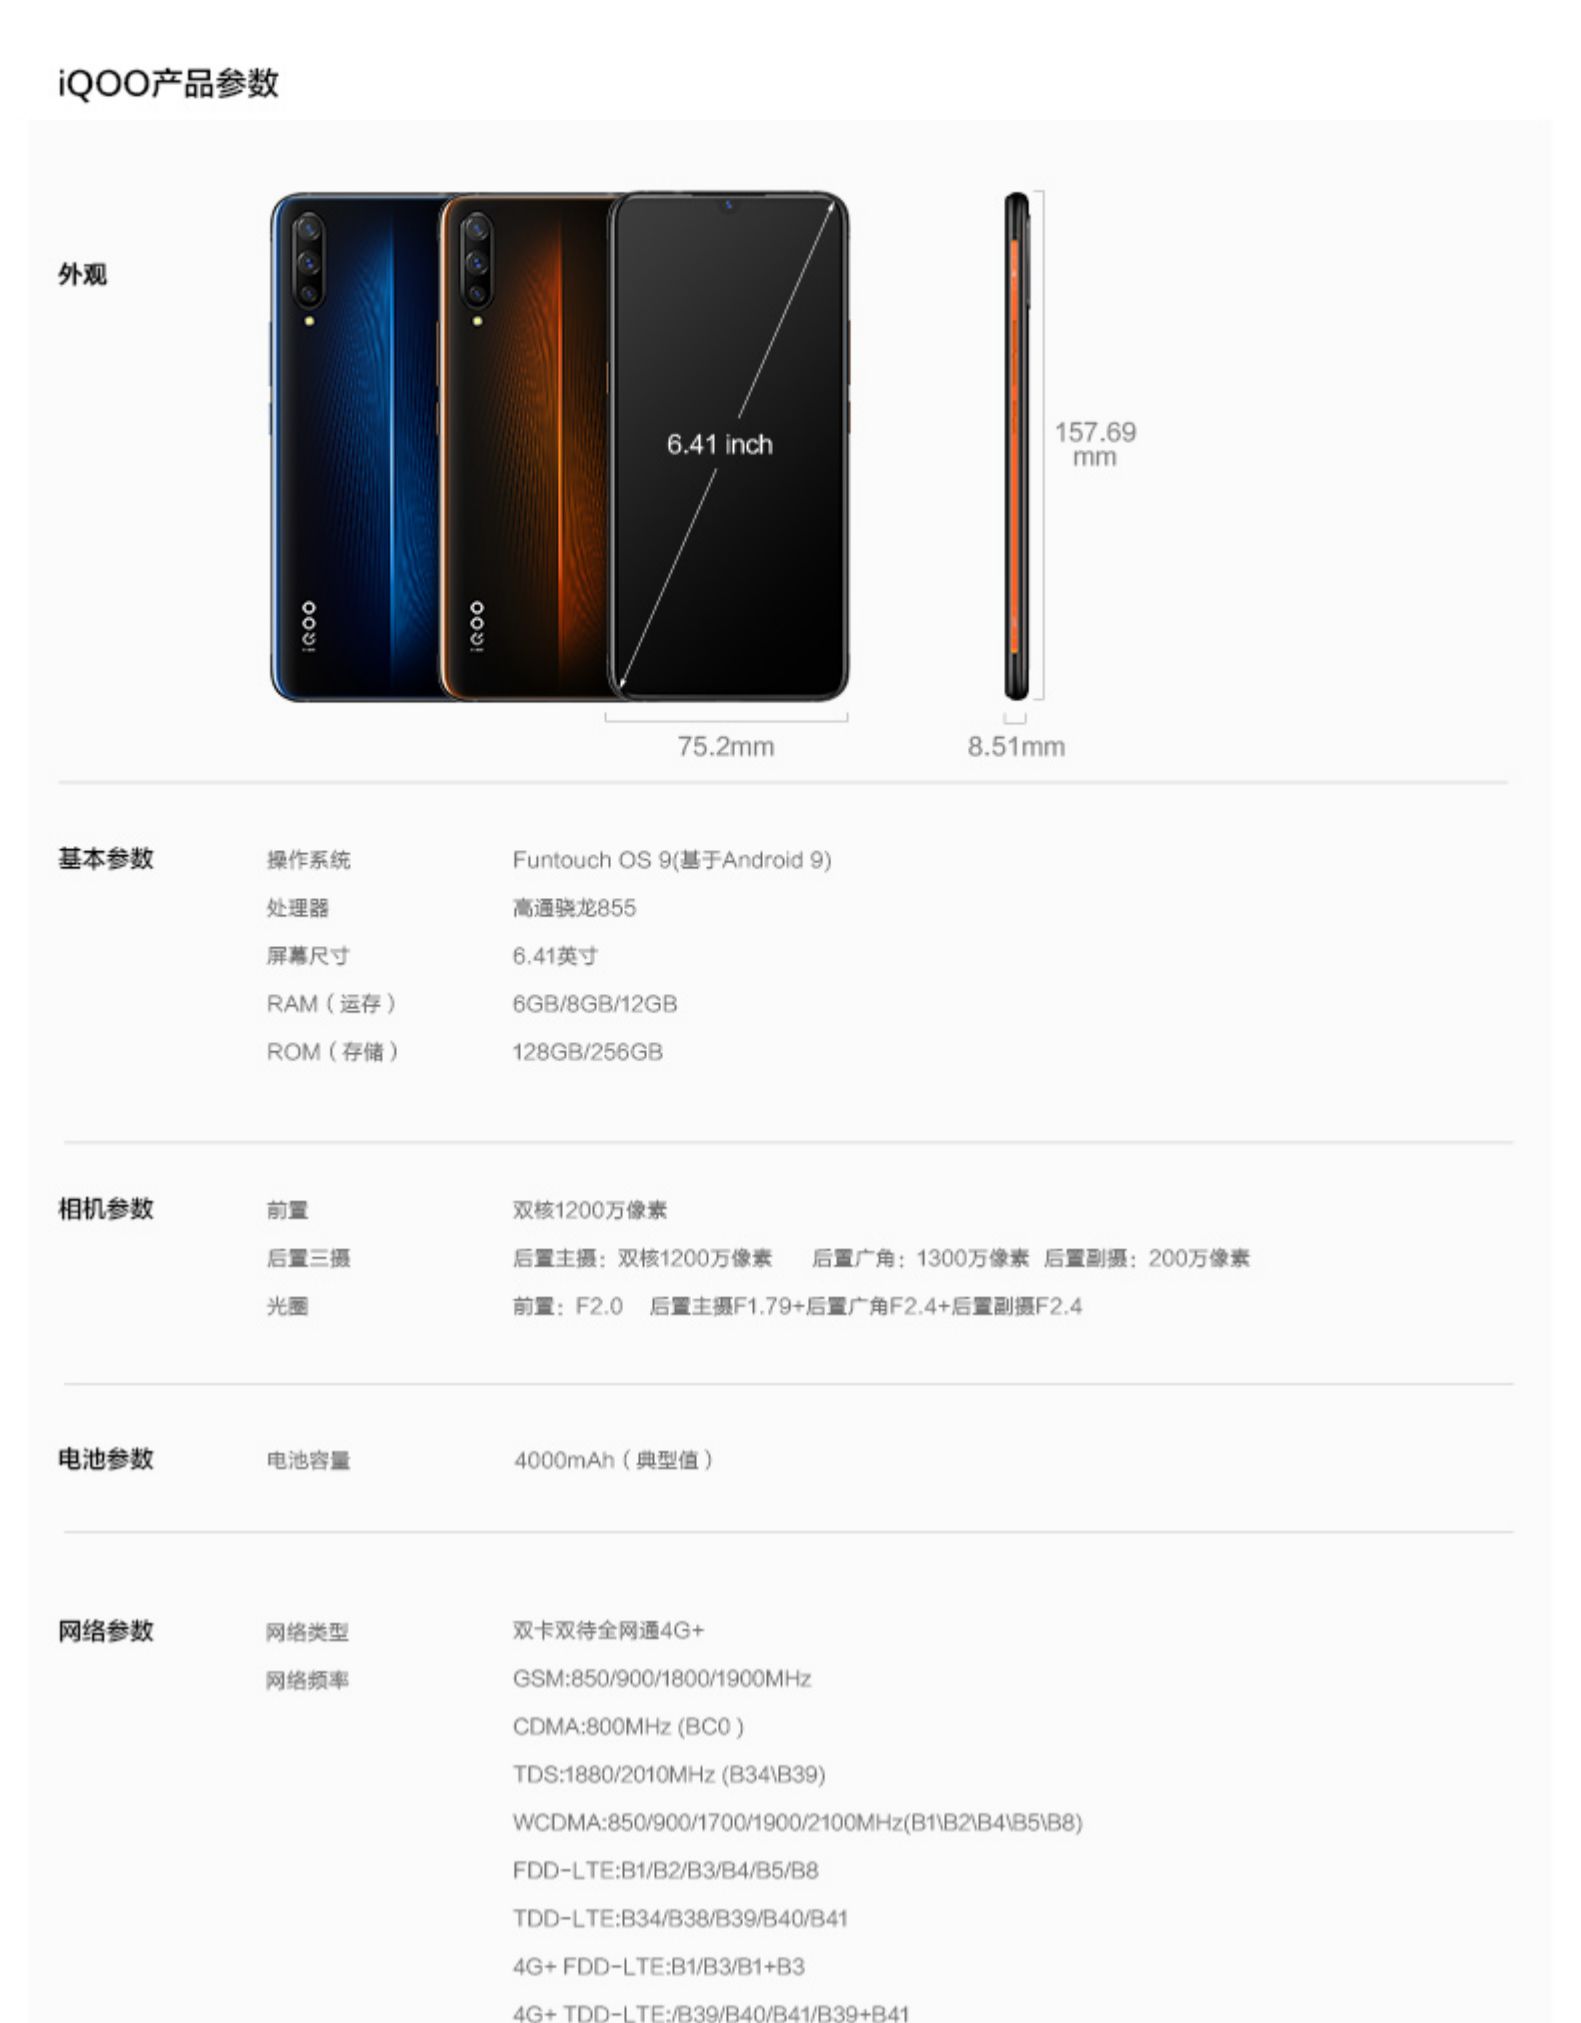 iQOO产品参数
外观
6.41 inch
157.69
mm
iQOO
iQOO
75.2mm
8.51mm
基本参数
操作系统 Funtouch OS 9(基于Android 9)
处理器 高通骁龙855
屏幕尺寸 6.41英寸
RAM（运存） 6GB/8GB/12GB
ROM（存储） 128GB/256GB
相机参数
前置 双核1200万像素
后置三摄 后置主摄：双核1200万像素 后置广角：1300万像素 后置副摄：200万像素
光圈 前置：F2.0 后置主摄F1.79+后置广角F2.4+后置副摄F2.4
电池参数
电池容量 4000mAh（典型值）
网络参数
网络类型 双卡双待全网通4G+
网络频率 GSM:850/900/1800/1900MHz
CDMA:800MHz (BC0 )
TDS:1880/2010MHz (B34\B39)
WCDMA:850/900/1700/1900/2100MHz(B1\B2\B4\B5\B8)
FDD-LTE:B1/B2/B3/B4/B5/B8
TDD-LTE:B34/B38/B39/B40/B41
4G+ FDD-LTE:B1/B3/B1+B3
4G+ TDD-LTE:/B39/B40/B41/B39+B41